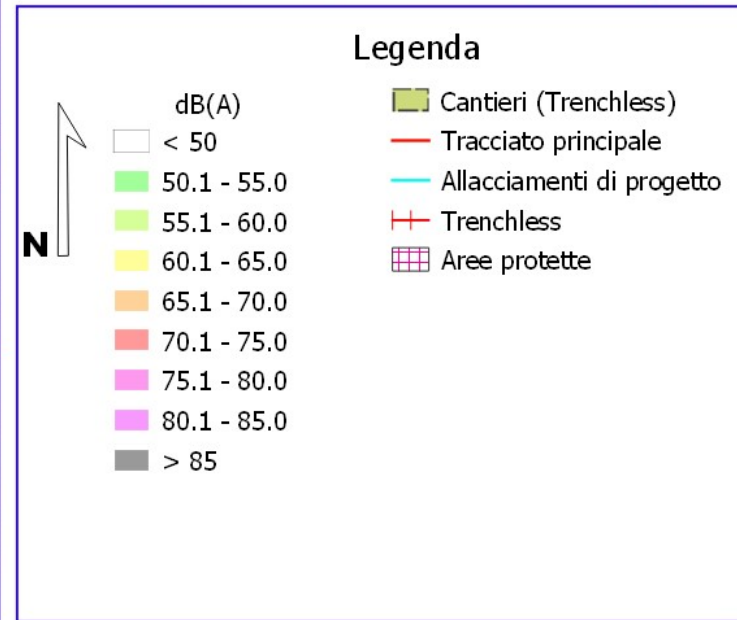 Legenda
N
dB(A)
< 50
50.1 - 55.0
55.1 - 60.0
60.1 - 65.0
65.1 - 70.0
70.1 - 75.0
75.1 - 80.0
80.1 - 85.0
> 85
Cantieri (Trenchless)
Tracciato principale
Allacciamenti di progetto
Trenchless
Aree protette